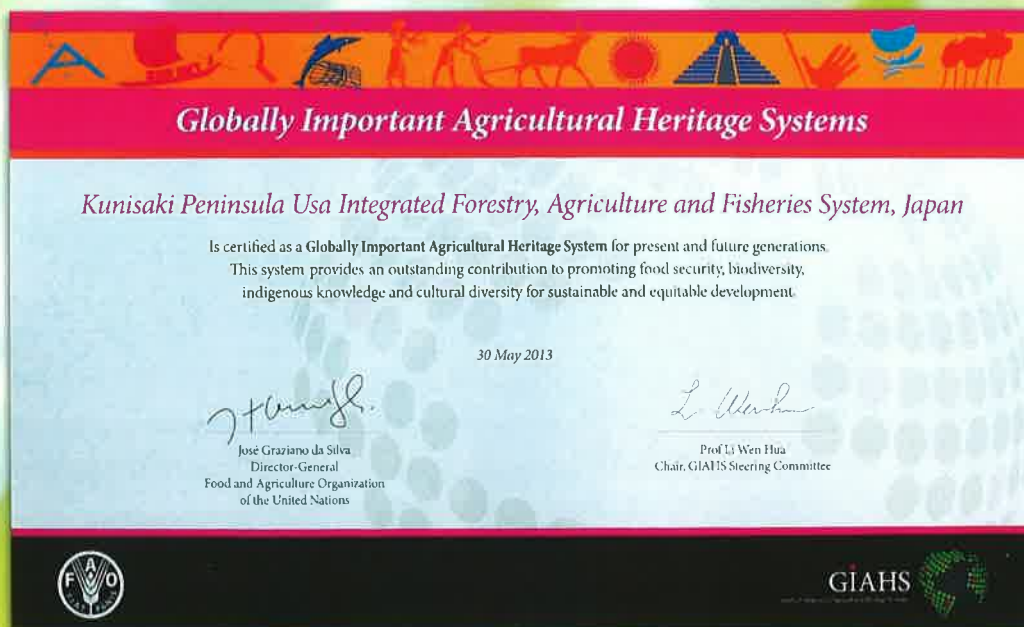 Globally Important Agricultural Heritage Systems
Kunisaki Peninsula Usa Integrated Forestry, Agriculture and Fisheries System, Japan
Is certified as a Globally Important Agricultural Heritage System for present and future generations.
This system provides an outstanding contribution to promoting food security, biodiversity,
indigenous knowledge and cultural diversity for sustainable and equitable development.
30 May 2013
José Graziano da Silva
Director-General
Food and Agriculture Organization
of the United Nations
Prof Li Wen Hua
Chair, GIAHS Steering Committee
FAO
FIAT PANIS
GIAHS